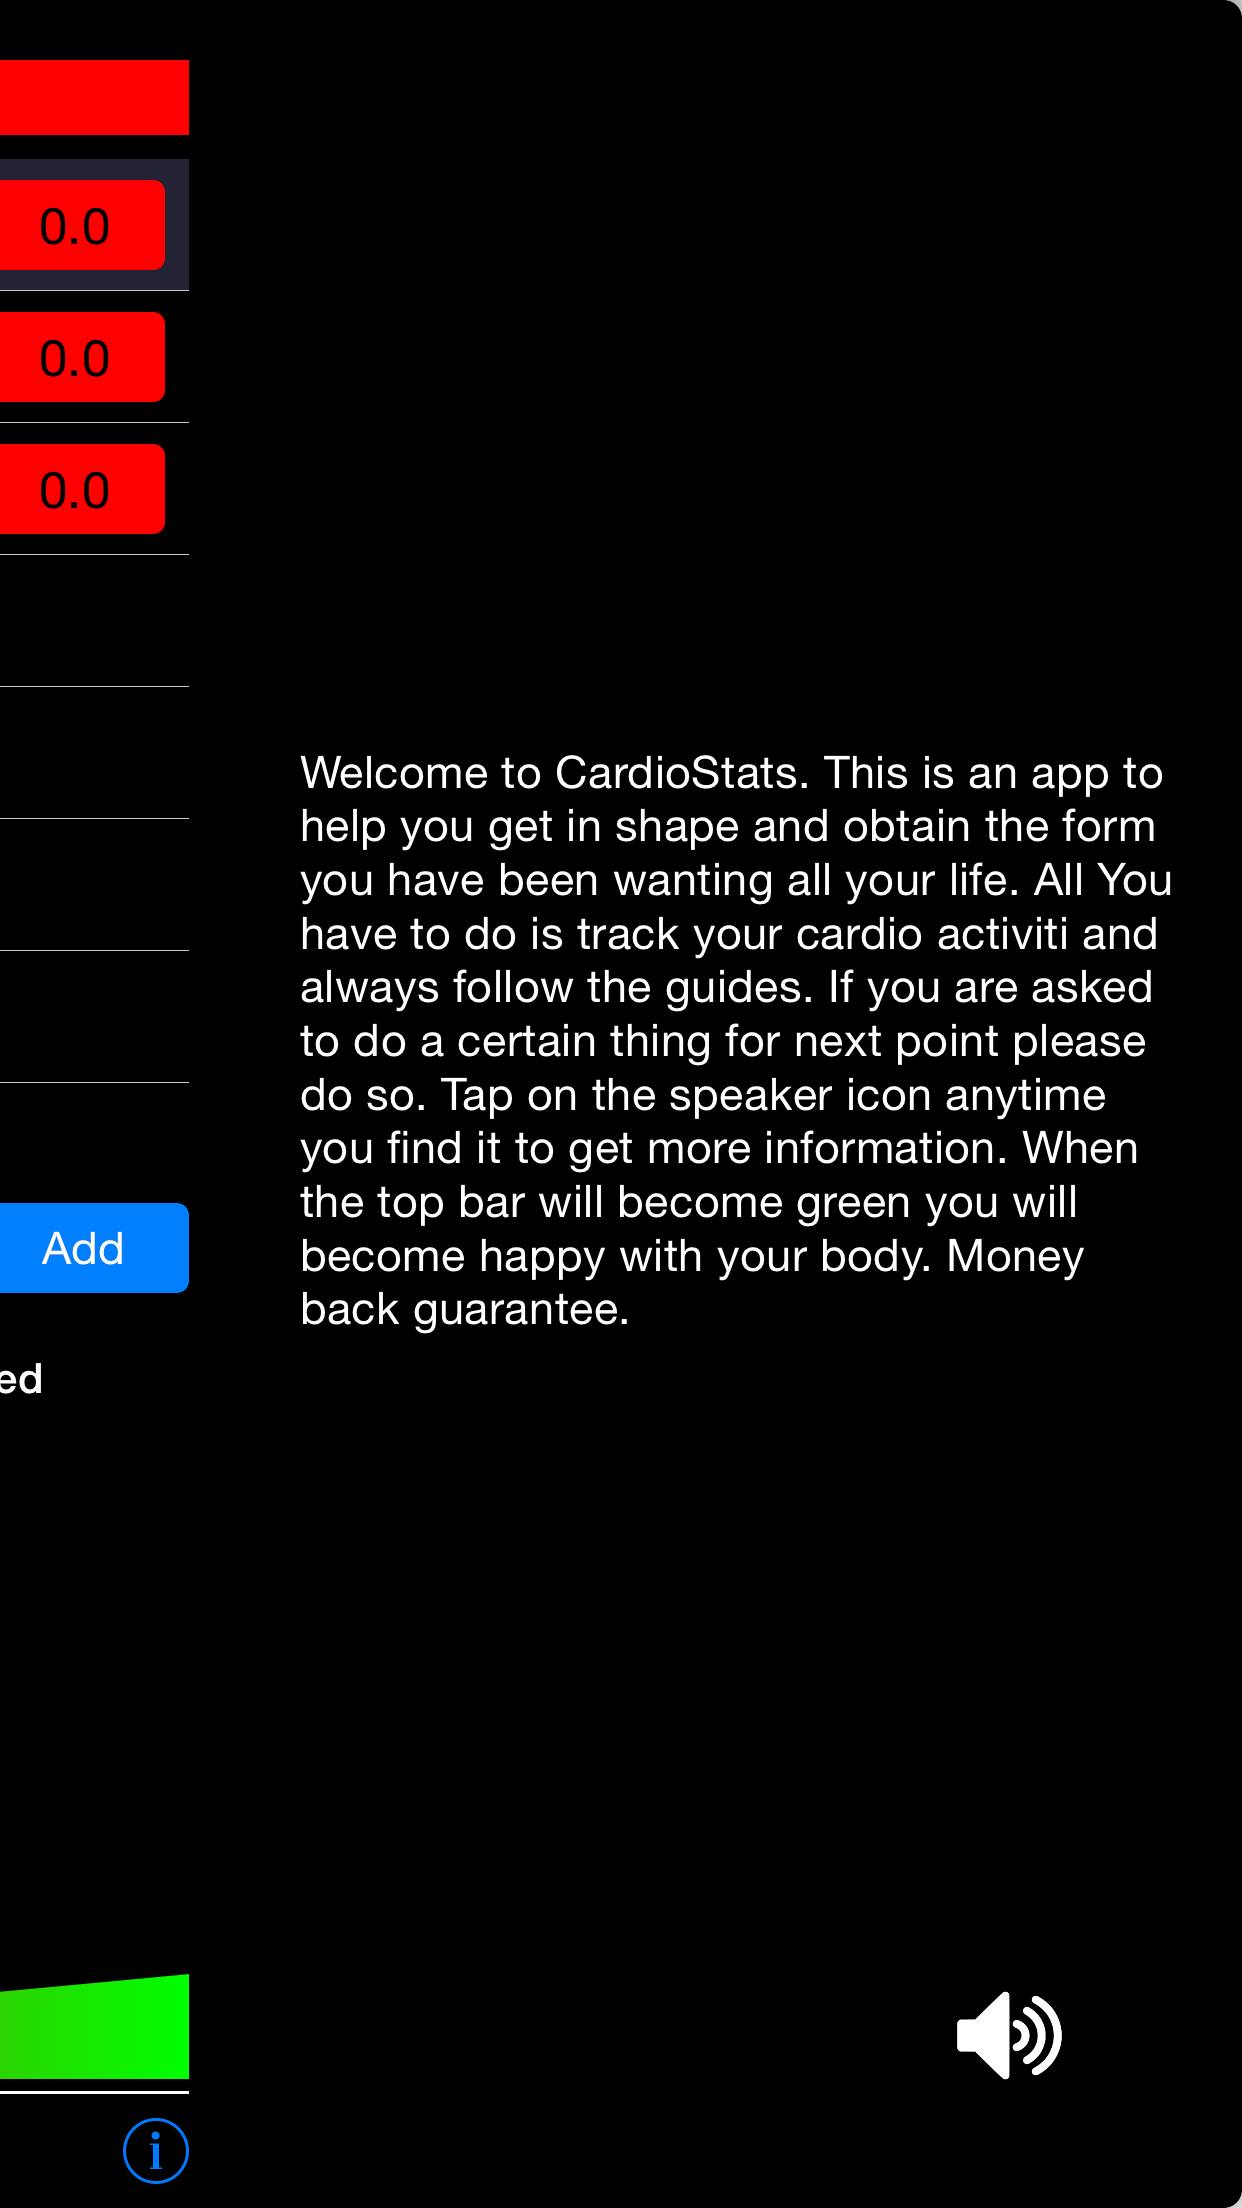 0.0
0.0
0.0
Welcome to CardioStats. This is an app to
help you get in shape and obtain the form
you have been wanting all your life. All You
have to do is track your cardio activiti and
always follow the guides. If you are asked
to do a certain thing for next point please
do so. Tap on the speaker icon anytime
you find it to get more information. When
the top bar will become green you will
become happy with your body. Money
back guarantee.
Add
ed
i